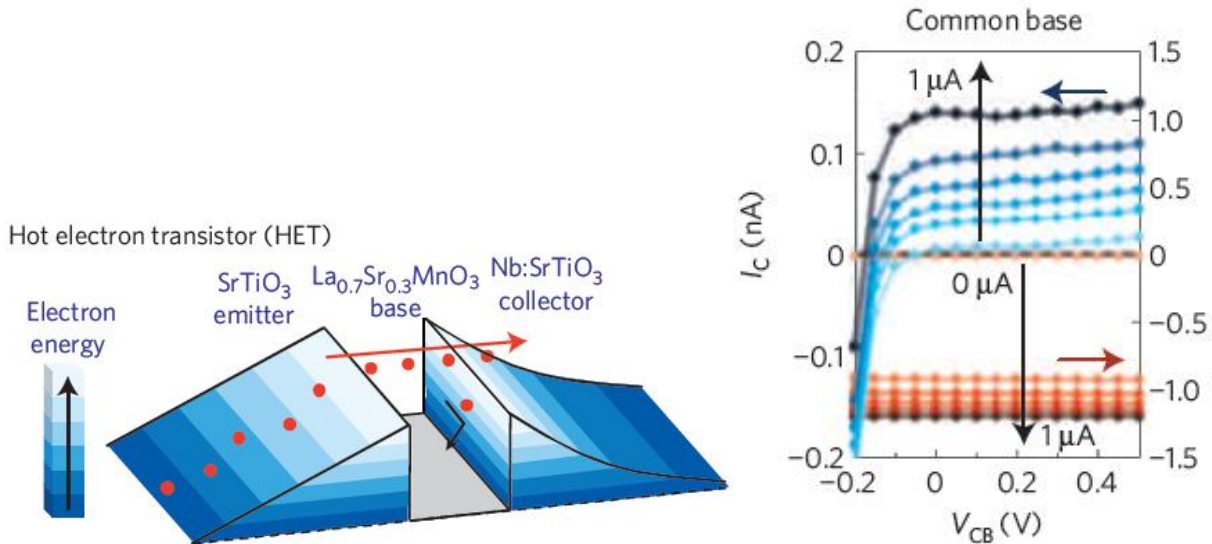 Hot electron transistor (HET)
Electron
energy
SrTiO₃
emitter
La₀.₇Sr₀.₃MnO₃
base
Nb:SrTiO₃
collector
Common base
0.2
0.1
0
−0.1
−0.2
I_C (nA)
1 μA
0 μA
1 μA
1.5
1.0
0.5
0
−0.5
−1.0
−1.5
−0.2
0
0.2
0.4
V_CB (V)